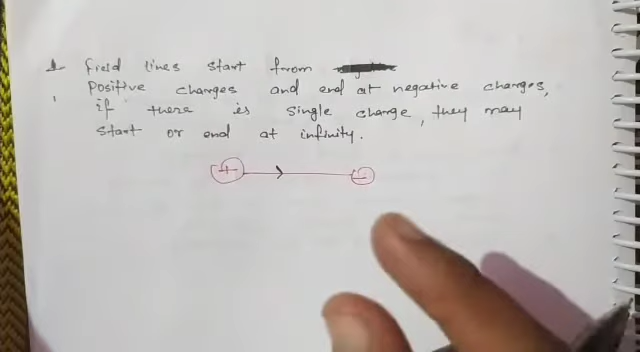 1 field lines start from
Positive charges and end at negative charges,
if there is single charge, they may
start or end at infinity.
+ -